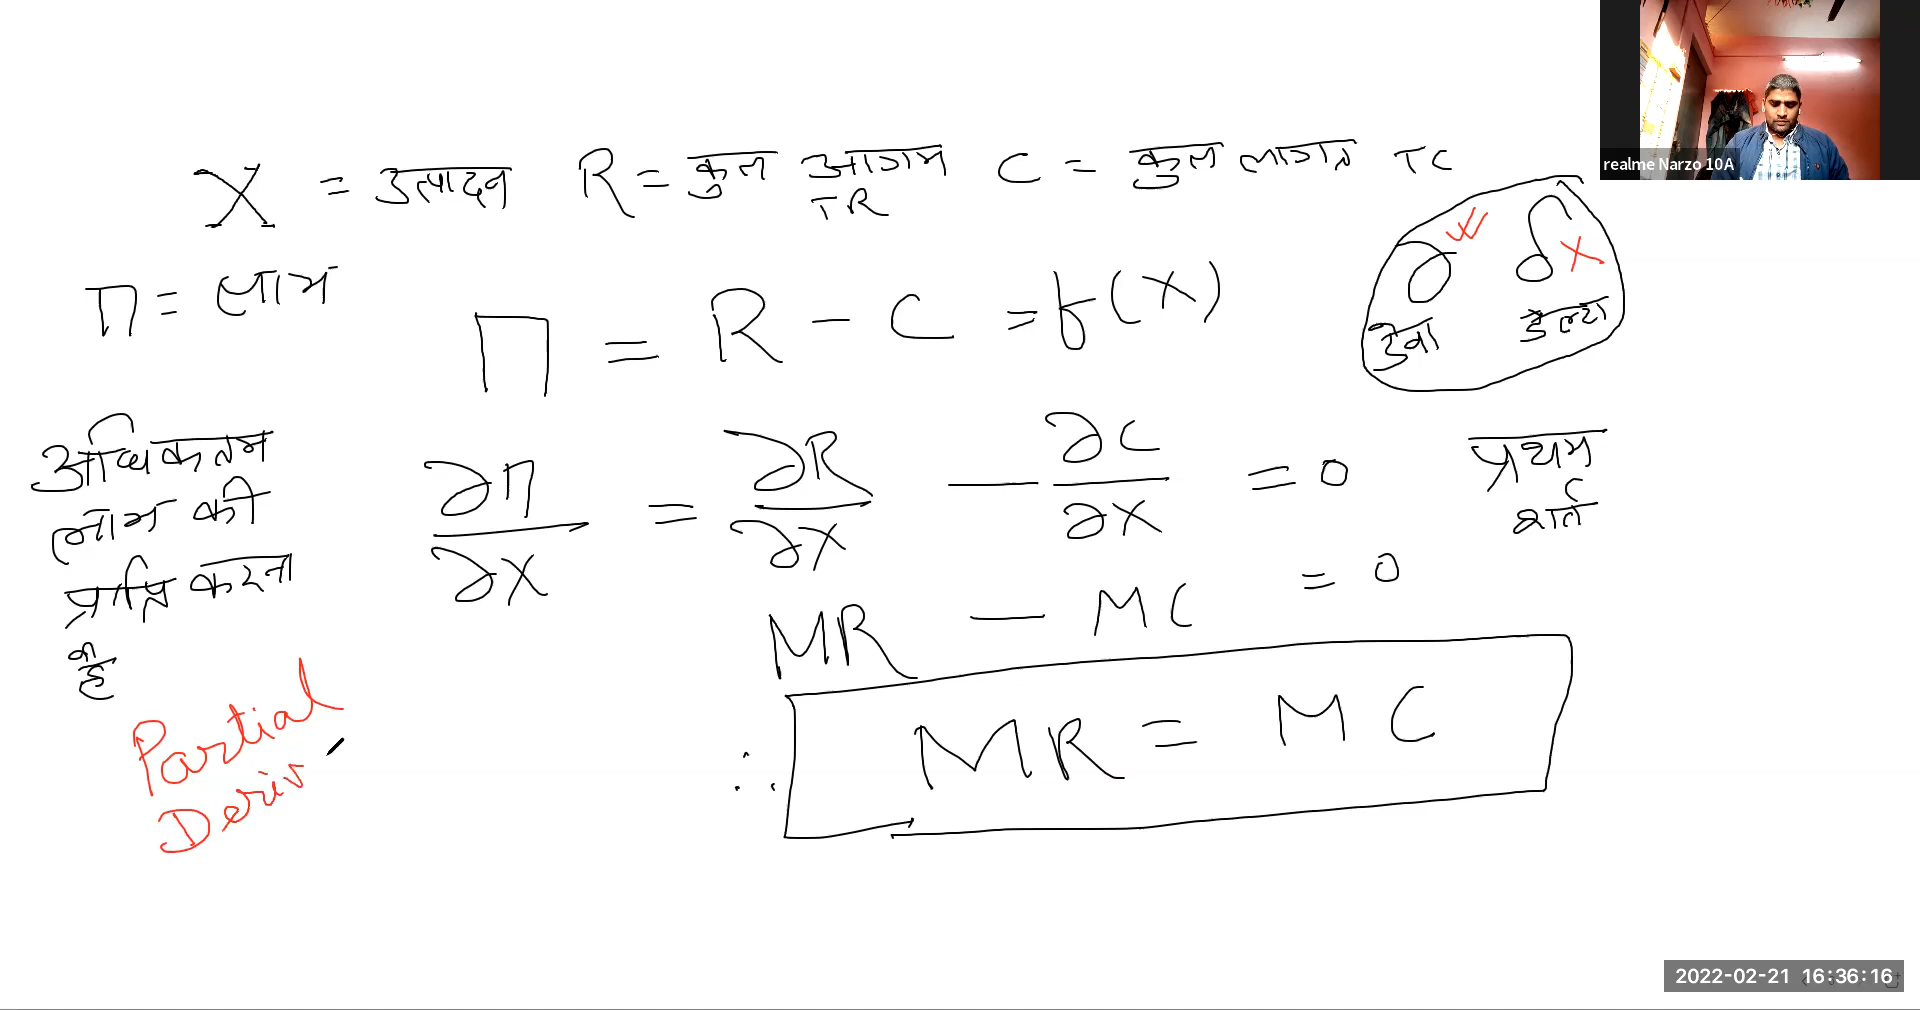 X = उत्पादन R = कुल आगम C = कुल लागत TC
TR
realme Narzo 10A
Π = लाभ
Π = R - C = f(X)
∂ δ X
डेवा डेल्टा
अधिकतम
लाभ की
प्राप्ति करना
है
∂Π/∂X = ∂R/∂X - ∂C/∂X = 0
प्रथम
शर्त
MR - MC = 0
∴ MR = MC
Partial
Deriv
2022-02-21 16:36:16